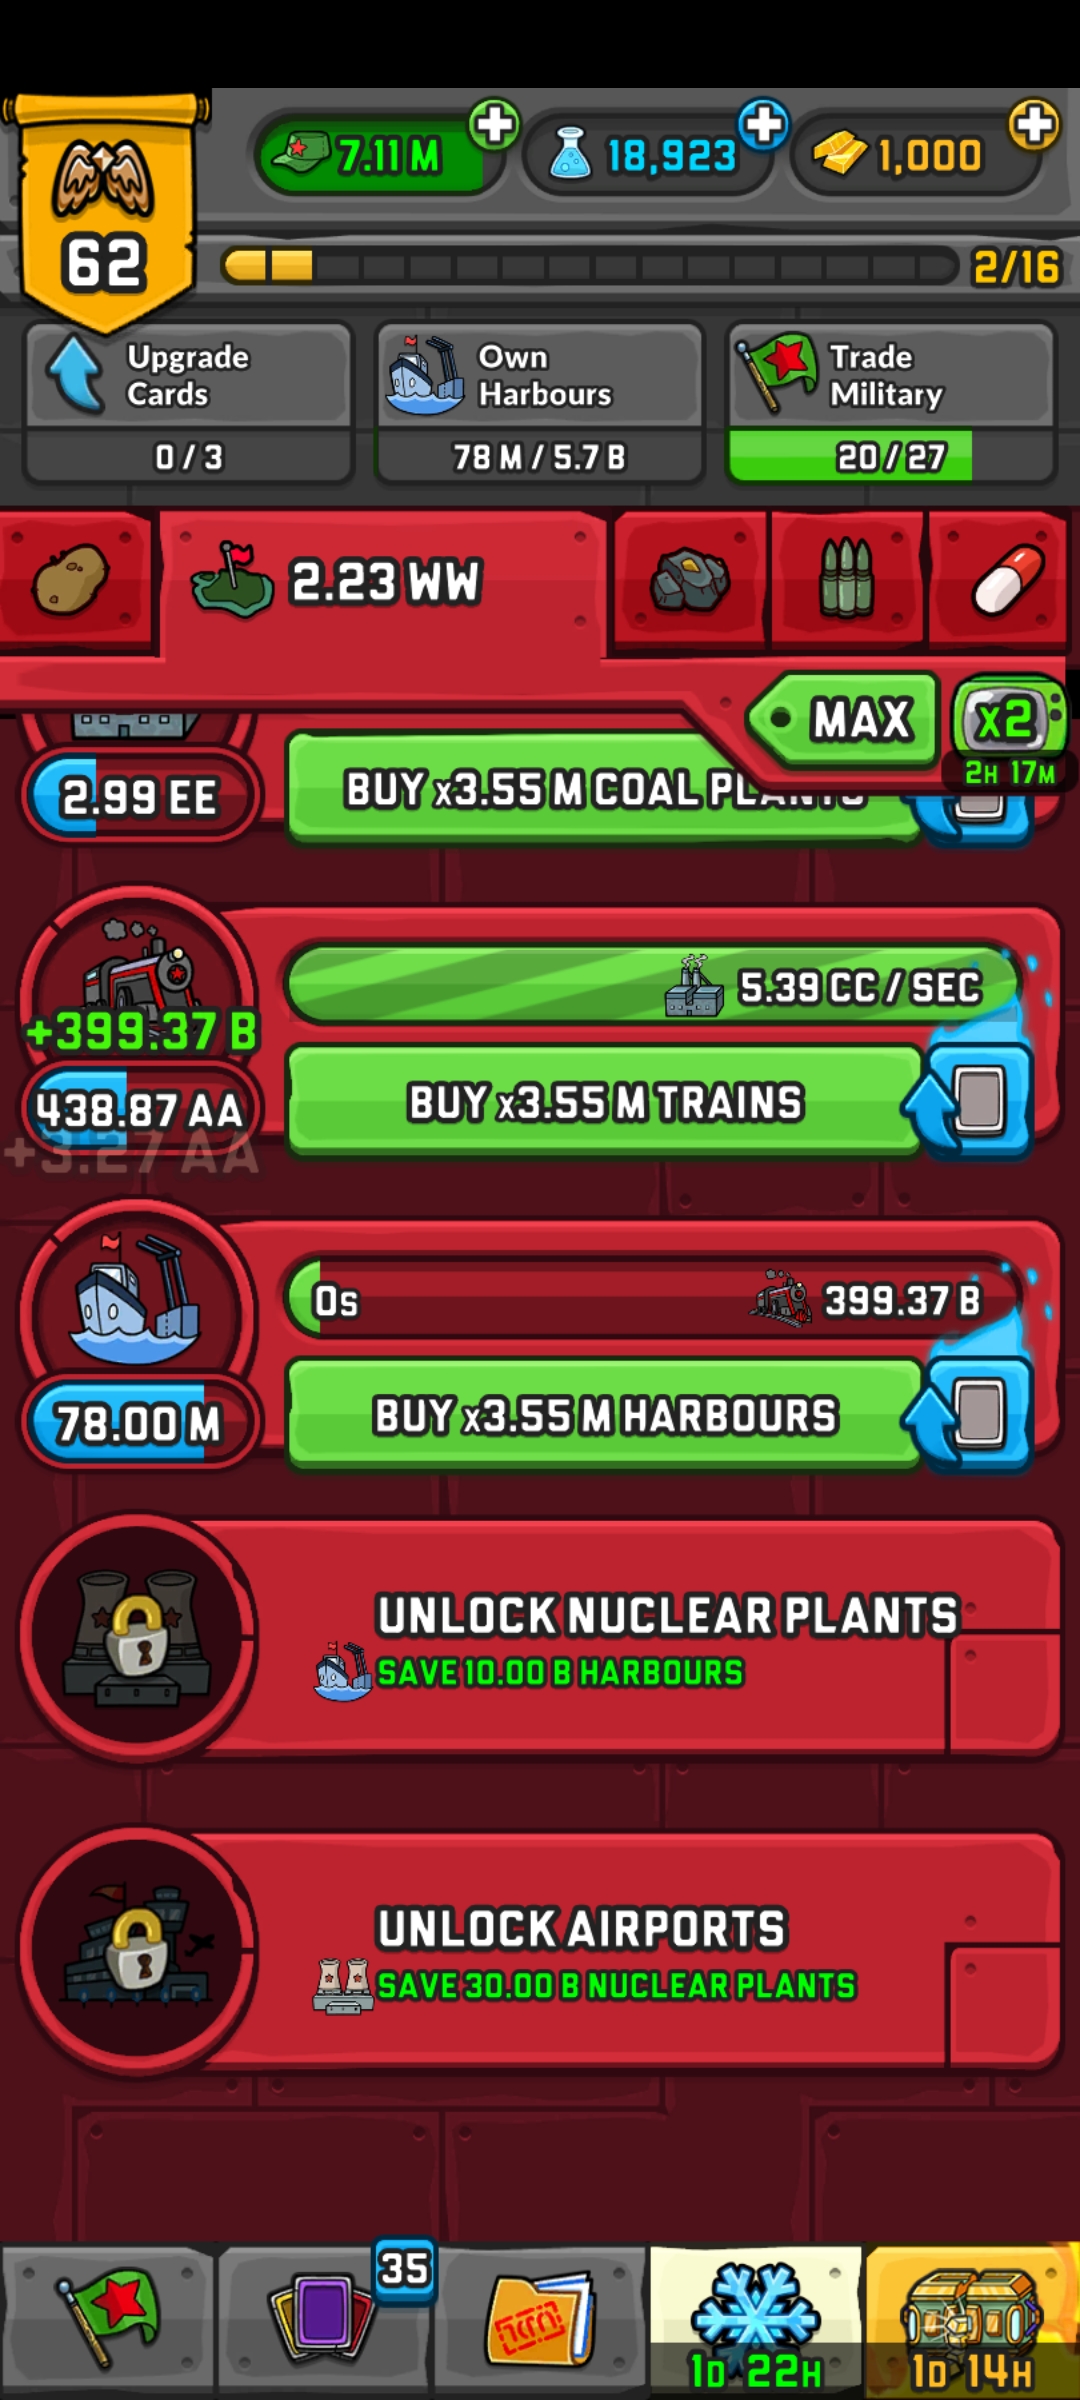 7.11 M
18,923
1,000
62
2/16
Upgrade
Cards
0 / 3
Own
Harbours
78 M / 5.7 B
Trade
Military
20 / 27
2.23 WW
MAX
x2
2H 17M
2.99 EE
BUY x3.55 M COAL PLANTS
5.39 CC / SEC
+399.37 B
438.87 AA
BUY x3.55 M TRAINS
+3.27 AA
0s
399.37 B
78.00 M
BUY x3.55 M HARBOURS
UNLOCK NUCLEAR PLANTS
SAVE 10.00 B HARBOURS
UNLOCK AIRPORTS
SAVE 30.00 B NUCLEAR PLANTS
35
1D 22H
1D 14H